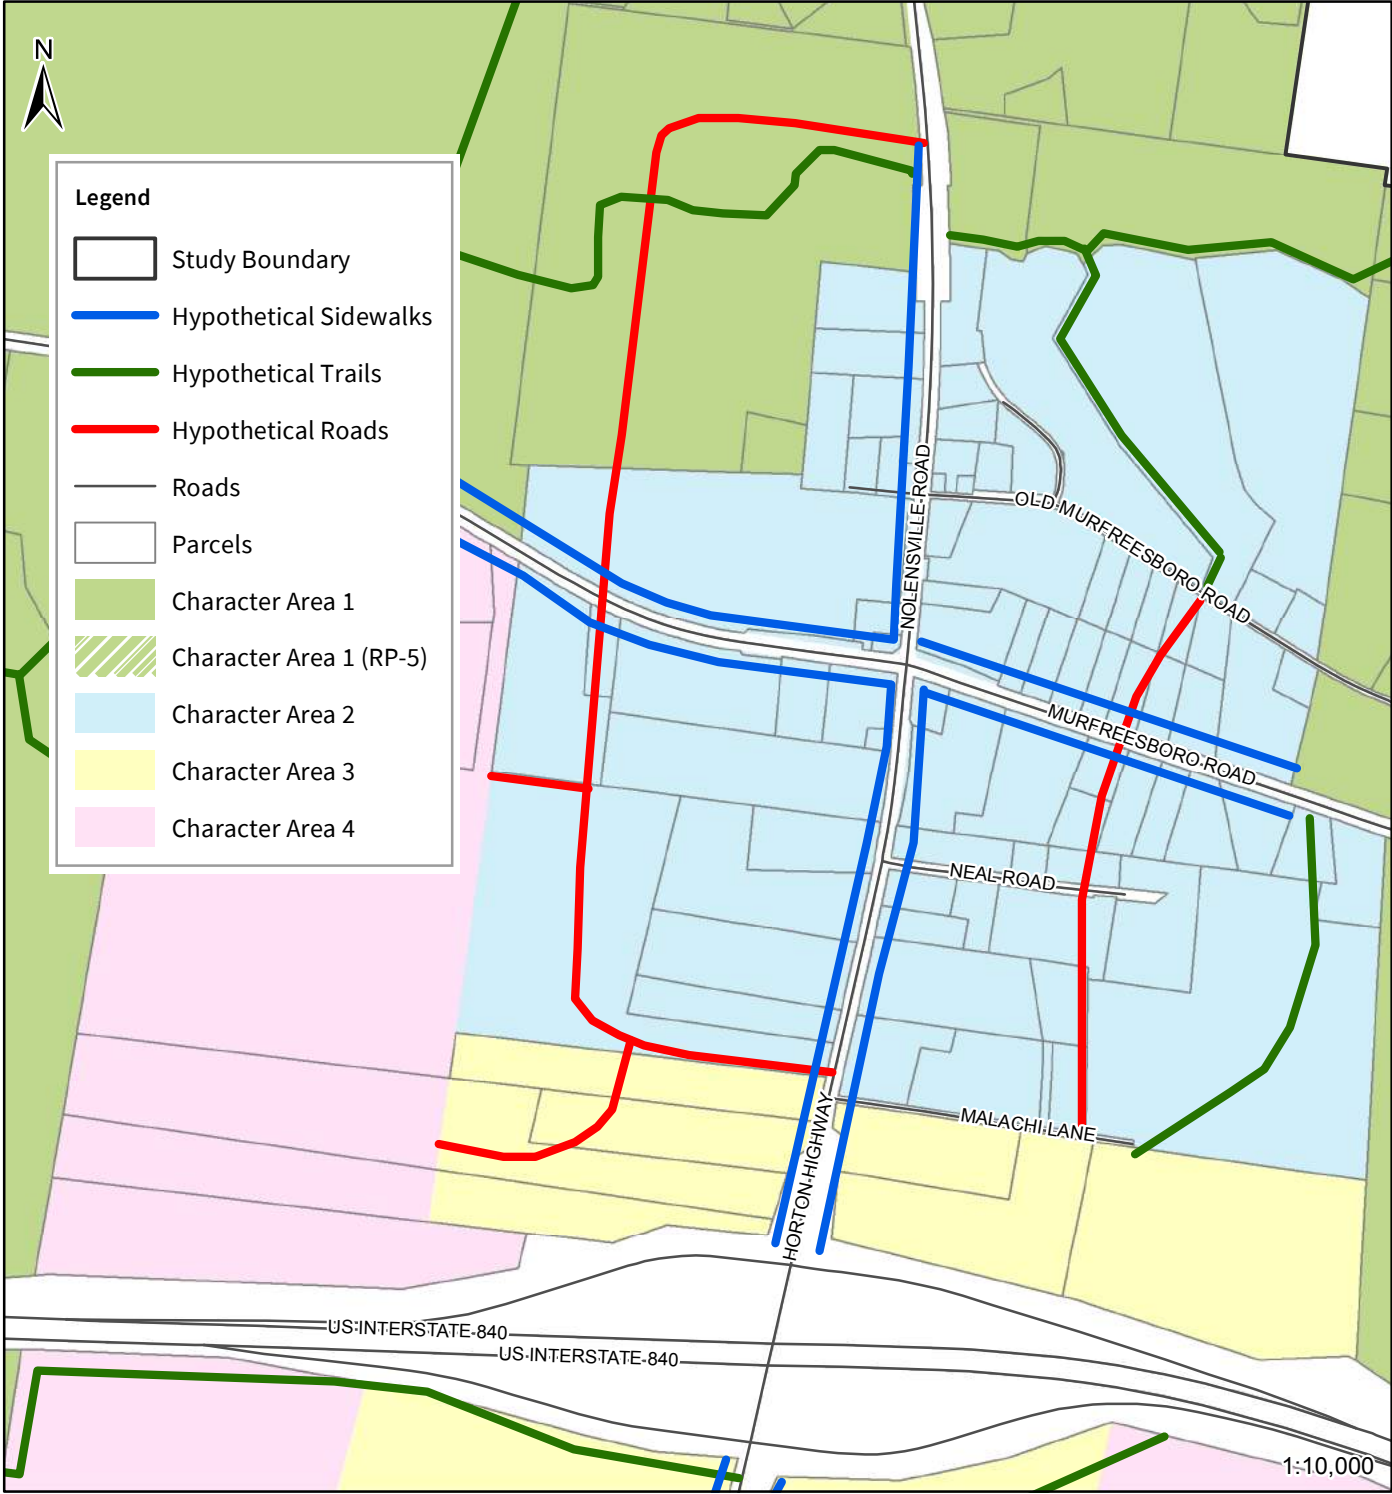 N
Legend
Study Boundary
Hypothetical Sidewalks
Hypothetical Trails
Hypothetical Roads
Roads
Parcels
Character Area 1
Character Area 1 (RP-5)
Character Area 2
Character Area 3
Character Area 4
NOLENSVILLE ROAD
OLD MURFREESBORO ROAD
MURFREESBORO ROAD
NEAL ROAD
MALACHI LANE
HORTON HIGHWAY
US INTERSTATE 840
US INTERSTATE 840
1:10,000